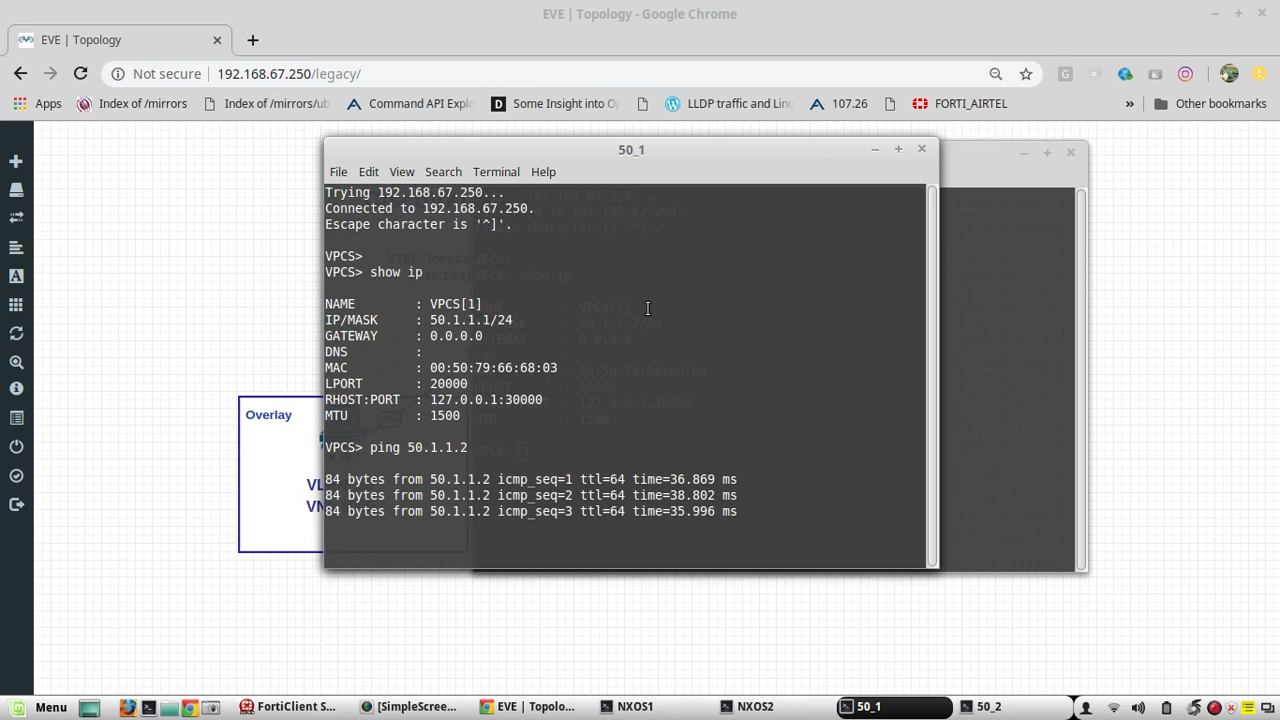 EVE | Topology - Google Chrome
EVE | Topology
Not secure 192.168.67.250/legacy/
Apps Index of /mirrors Index of /mirrors/ub Command API Explo Some Insight into O LLDP Traffic and Lin 107.26 FORTI_AIRTEL » Other bookmarks
50_1
File Edit View Search Terminal Help
Trying 192.168.67.250...
Connected to 192.168.67.250.
Escape character is '^]'.
VPCS>
VPCS> show ip
NAME : VPCS[1]
IP/MASK : 50.1.1.1/24
GATEWAY : 0.0.0.0
DNS :
MAC : 00:50:79:66:68:03
LPORT : 20000
RHOST:PORT : 127.0.0.1:30000
MTU : 1500
VPCS> ping 50.1.1.2
84 bytes from 50.1.1.2 icmp_seq=1 ttl=64 time=36.869 ms
84 bytes from 50.1.1.2 icmp_seq=2 ttl=64 time=38.802 ms
84 bytes from 50.1.1.2 icmp_seq=3 ttl=64 time=35.996 ms
Overlay
VL
VN
Menu FortiClient S... [SimpleScree... EVE | Topolo... NXOS1 NXOS2 50_1 50_2